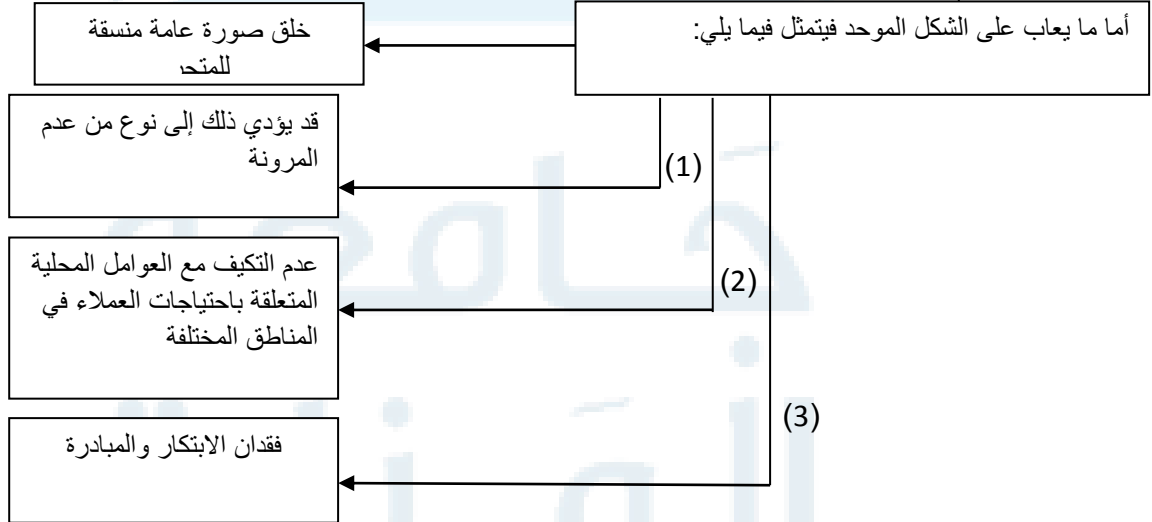 أما ما يعاب على الشكل الموحد فيتمثل فيما يلي:
خلق صورة عامة منسقة
قد يؤدي ذلك إلى نوع من عدم
المرونة
(1)
عدم التكيف مع العوامل المحلية
المتعلقة باحتياجات العملاء في
المناطق المختلفة
(2)
فقدان الابتكار والمبادرة
(3)